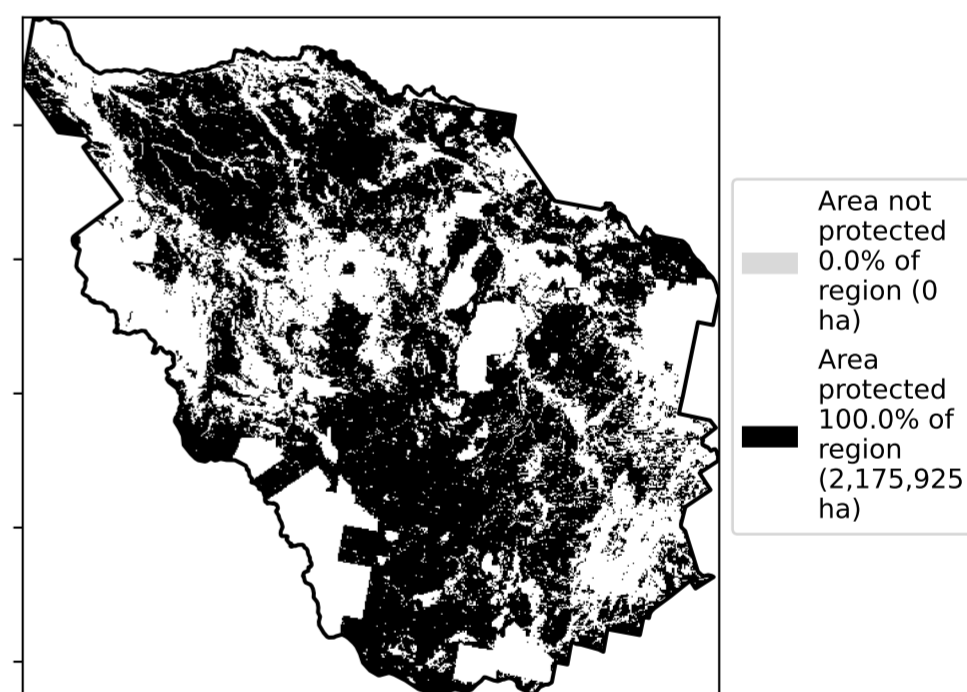 Area not
protected
0.0% of
region (0
ha)
Area
protected
100.0% of
region
(2,175,925
ha)